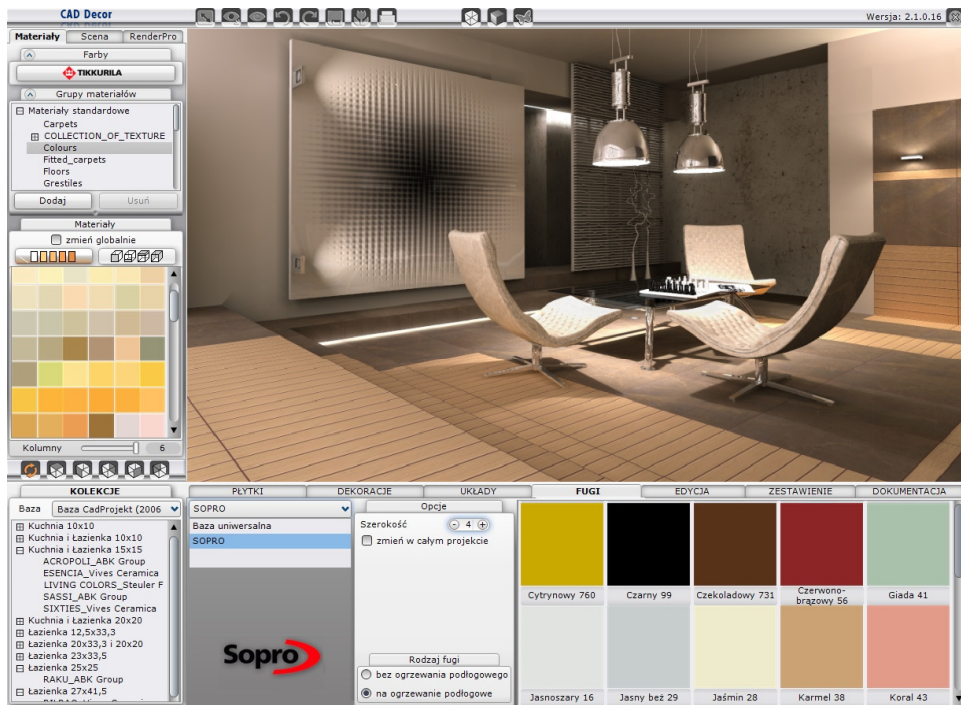 CAD Decor
Wersja: 2.1.0.16
Materiały
Scena
RenderPro
Farby
TIKKURILA
Grupy materiałów
Materiały standardowe
Carpets
COLLECTION_OF_TEXTURE
Colours
Fitted_carpets
Floors
Grestiles
Dodaj
Usuń
Materiały
zmień globalnie
Kolumny
6
KOLEKCJE
Baza
Baza CadProjekt (2006
Kuchnia 10x10
Kuchnia i Łazienka 10x10
Kuchnia i Łazienka 15x15
ACROPOLI_ABK Group
ESENCIA_Vives Ceramica
LIVING COLORS_Steuler F
SASSI_ABK Group
SIXTIES_Vives Ceramica
Kuchnia i Łazienka 20x20
Łazienka 12,5x33,3
Łazienka 20x33,3 i 20x20
Łazienka 23x33,5
Łazienka 25x25
RAKU_ABK Group
Łazienka 27x41,5
PŁYTKI
DEKORACJE
UKŁADY
FUGI
EDYCJA
ZESTAWIENIE
DOKUMENTACJA
SOPRO
Baza uniwersalna
SOPRO
Sopro
Opcje
Szerokość
4
zmień w całym projekcie
Rodzaj fugi
bez ogrzewania podłogowego
na ogrzewanie podłogowe
Cytrynowy 760
Czarny 99
Czekoladowy 731
Czerwono-
brązowy 56
Giada 41
Jasnoszary 16
Jasny beż 29
Jaśmin 28
Karmel 38
Koral 43